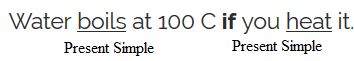 Water boils at 100 C if you heat it.
Present Simple Present Simple